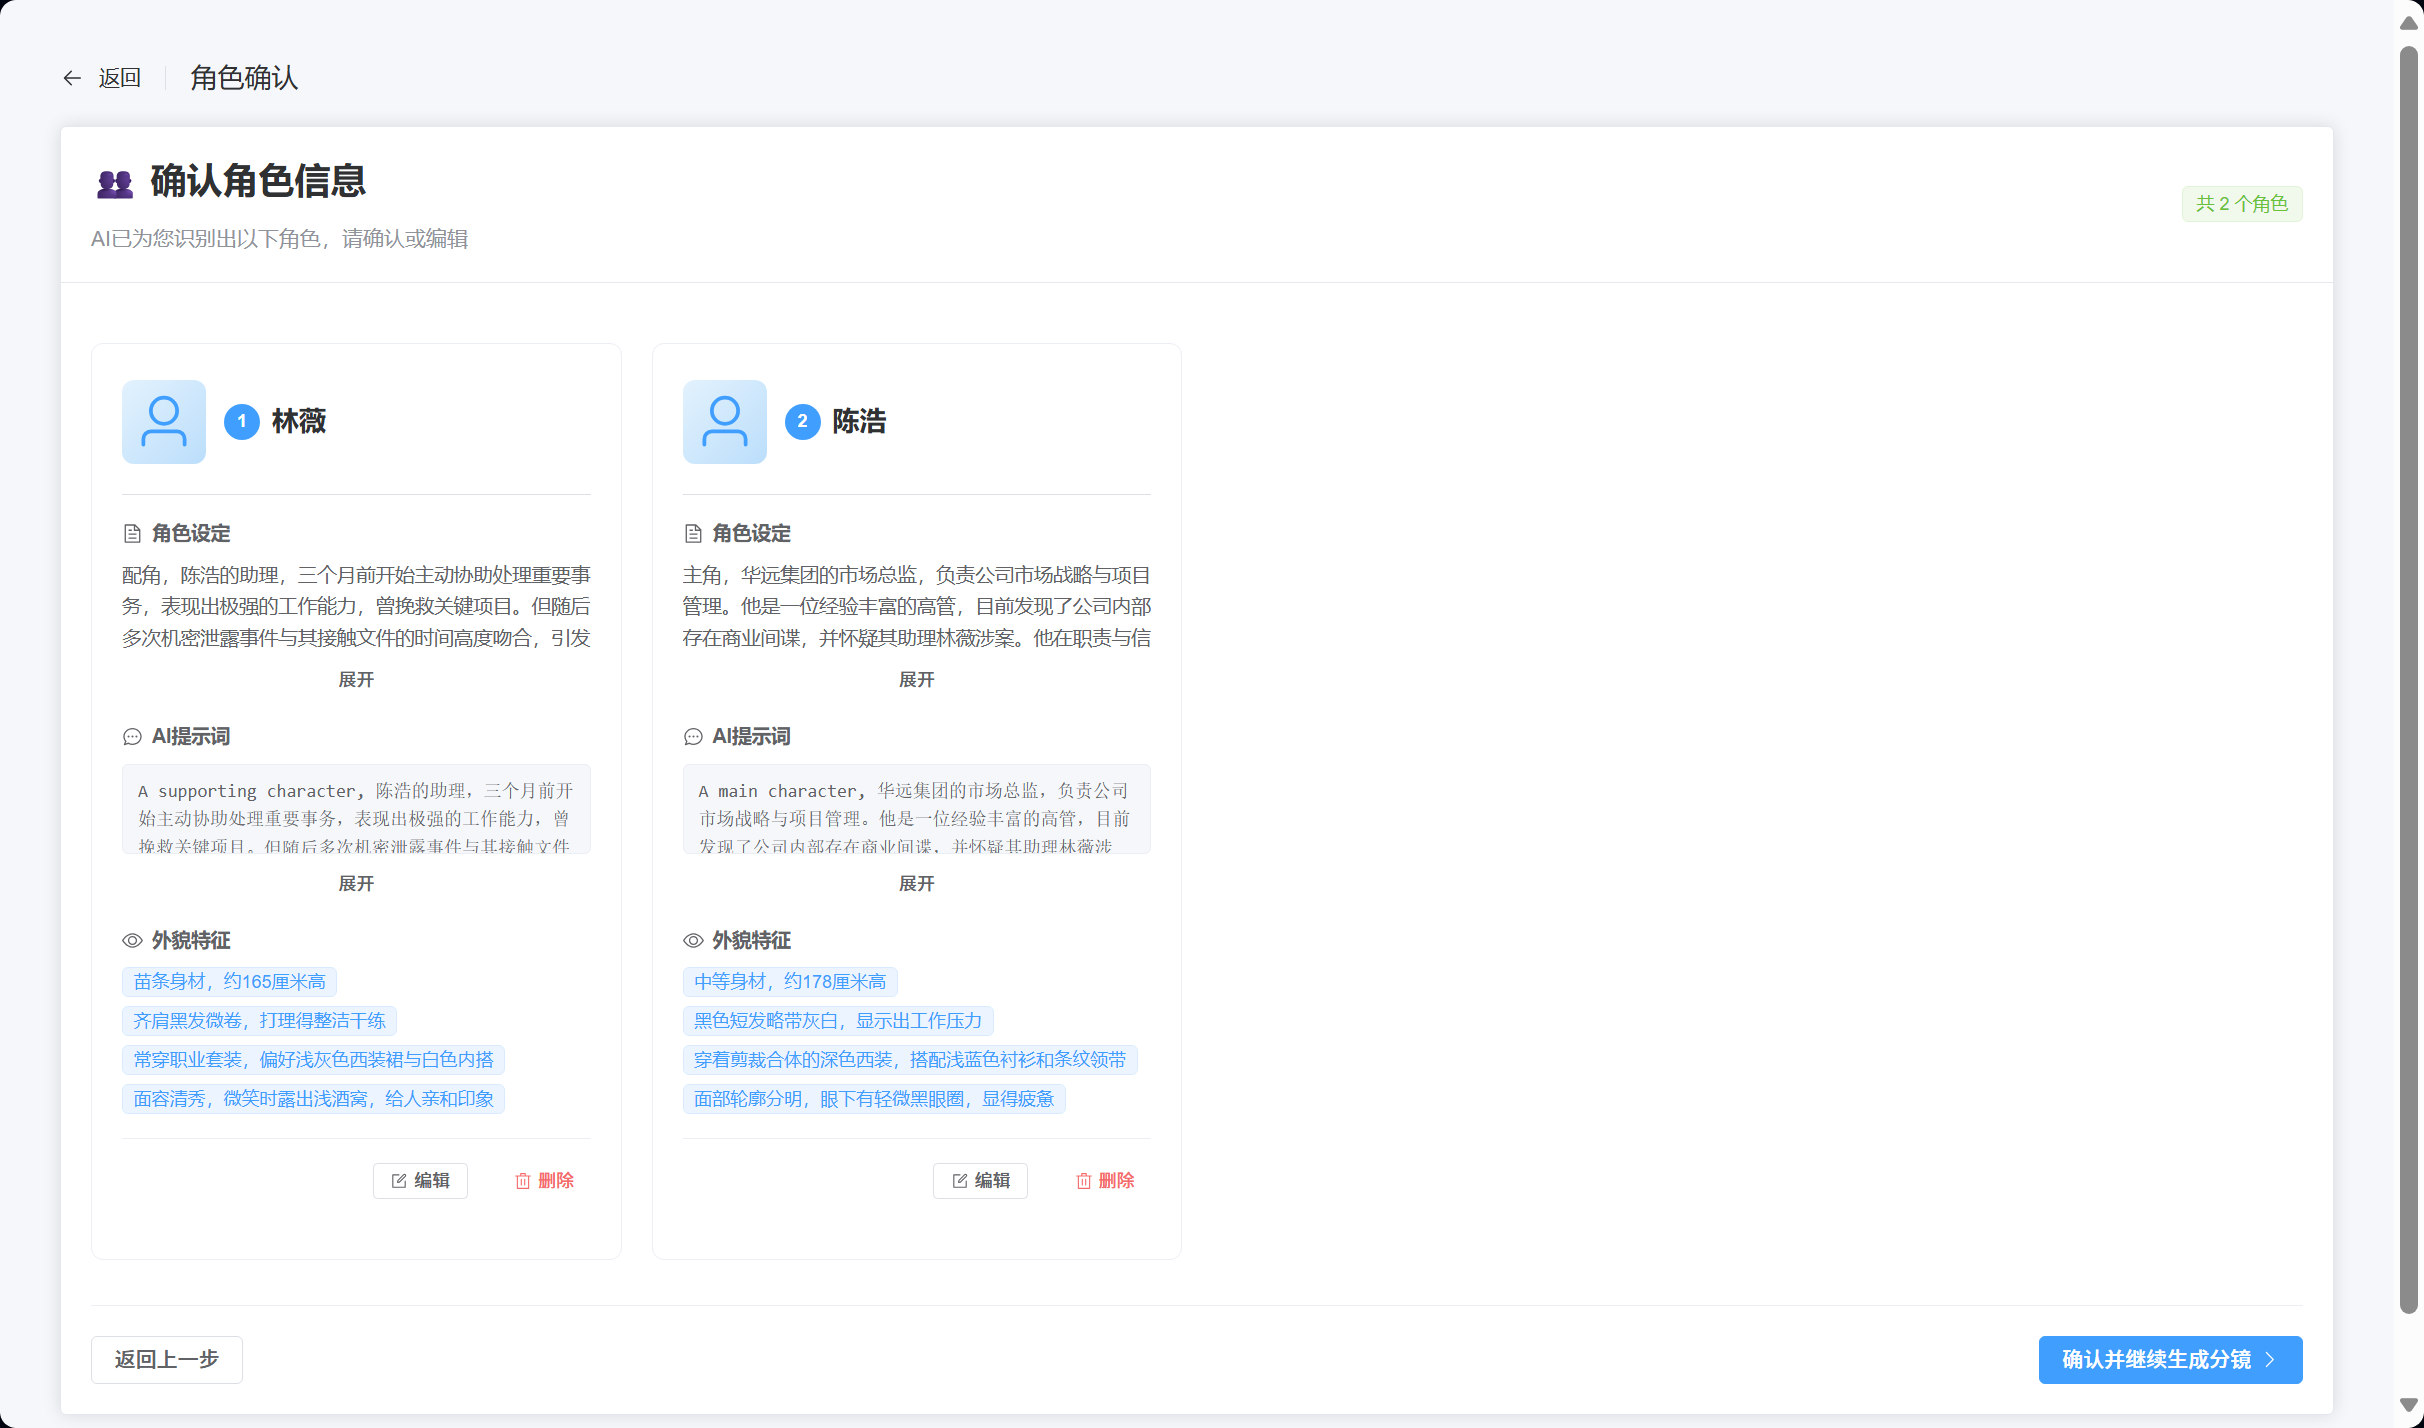 返回
角色确认
确认角色信息
AI已为您识别出以下角色，请确认或编辑
共 2 个角色
1 林薇
角色设定
配角，陈浩的助理，三个月前开始主动协助处理重要事
务，表现出极强的工作能力，曾挽救关键项目。但随后
多次机密泄露事件与其接触文件的时间高度吻合，引发
展开
AI提示词
A supporting character, 陈浩的助理，三个月前开
始主动协助处理重要事务，表现出极强的工作能力，曾
挽救关键项目。但随后多次机密泄露事件与其接触文件
展开
外貌特征
苗条身材，约165厘米高
齐肩黑发微卷，打理得整洁干练
常穿职业套装，偏好浅灰色西装裙与白色内搭
面容清秀，微笑时露出浅酒窝，给人亲和印象
编辑
删除
2 陈浩
角色设定
主角，华远集团的市场总监，负责公司市场战略与项目
管理。他是一位经验丰富的高管，目前发现了公司内部
存在商业间谍，并怀疑其助理林薇涉案。他在职责与信
展开
AI提示词
A main character, 华远集团的市场总监，负责公司
市场战略与项目管理。他是一位经验丰富的高管，目前
发现了公司内部存在商业间谍，并怀疑其助理林薇涉
展开
外貌特征
中等身材，约178厘米高
黑色短发略带灰白，显示出工作压力
穿着剪裁合体的深色西装，搭配浅蓝色衬衫和条纹领带
面部轮廓分明，眼下有轻微黑眼圈，显得疲惫
编辑
删除
返回上一步
确认并继续生成分镜